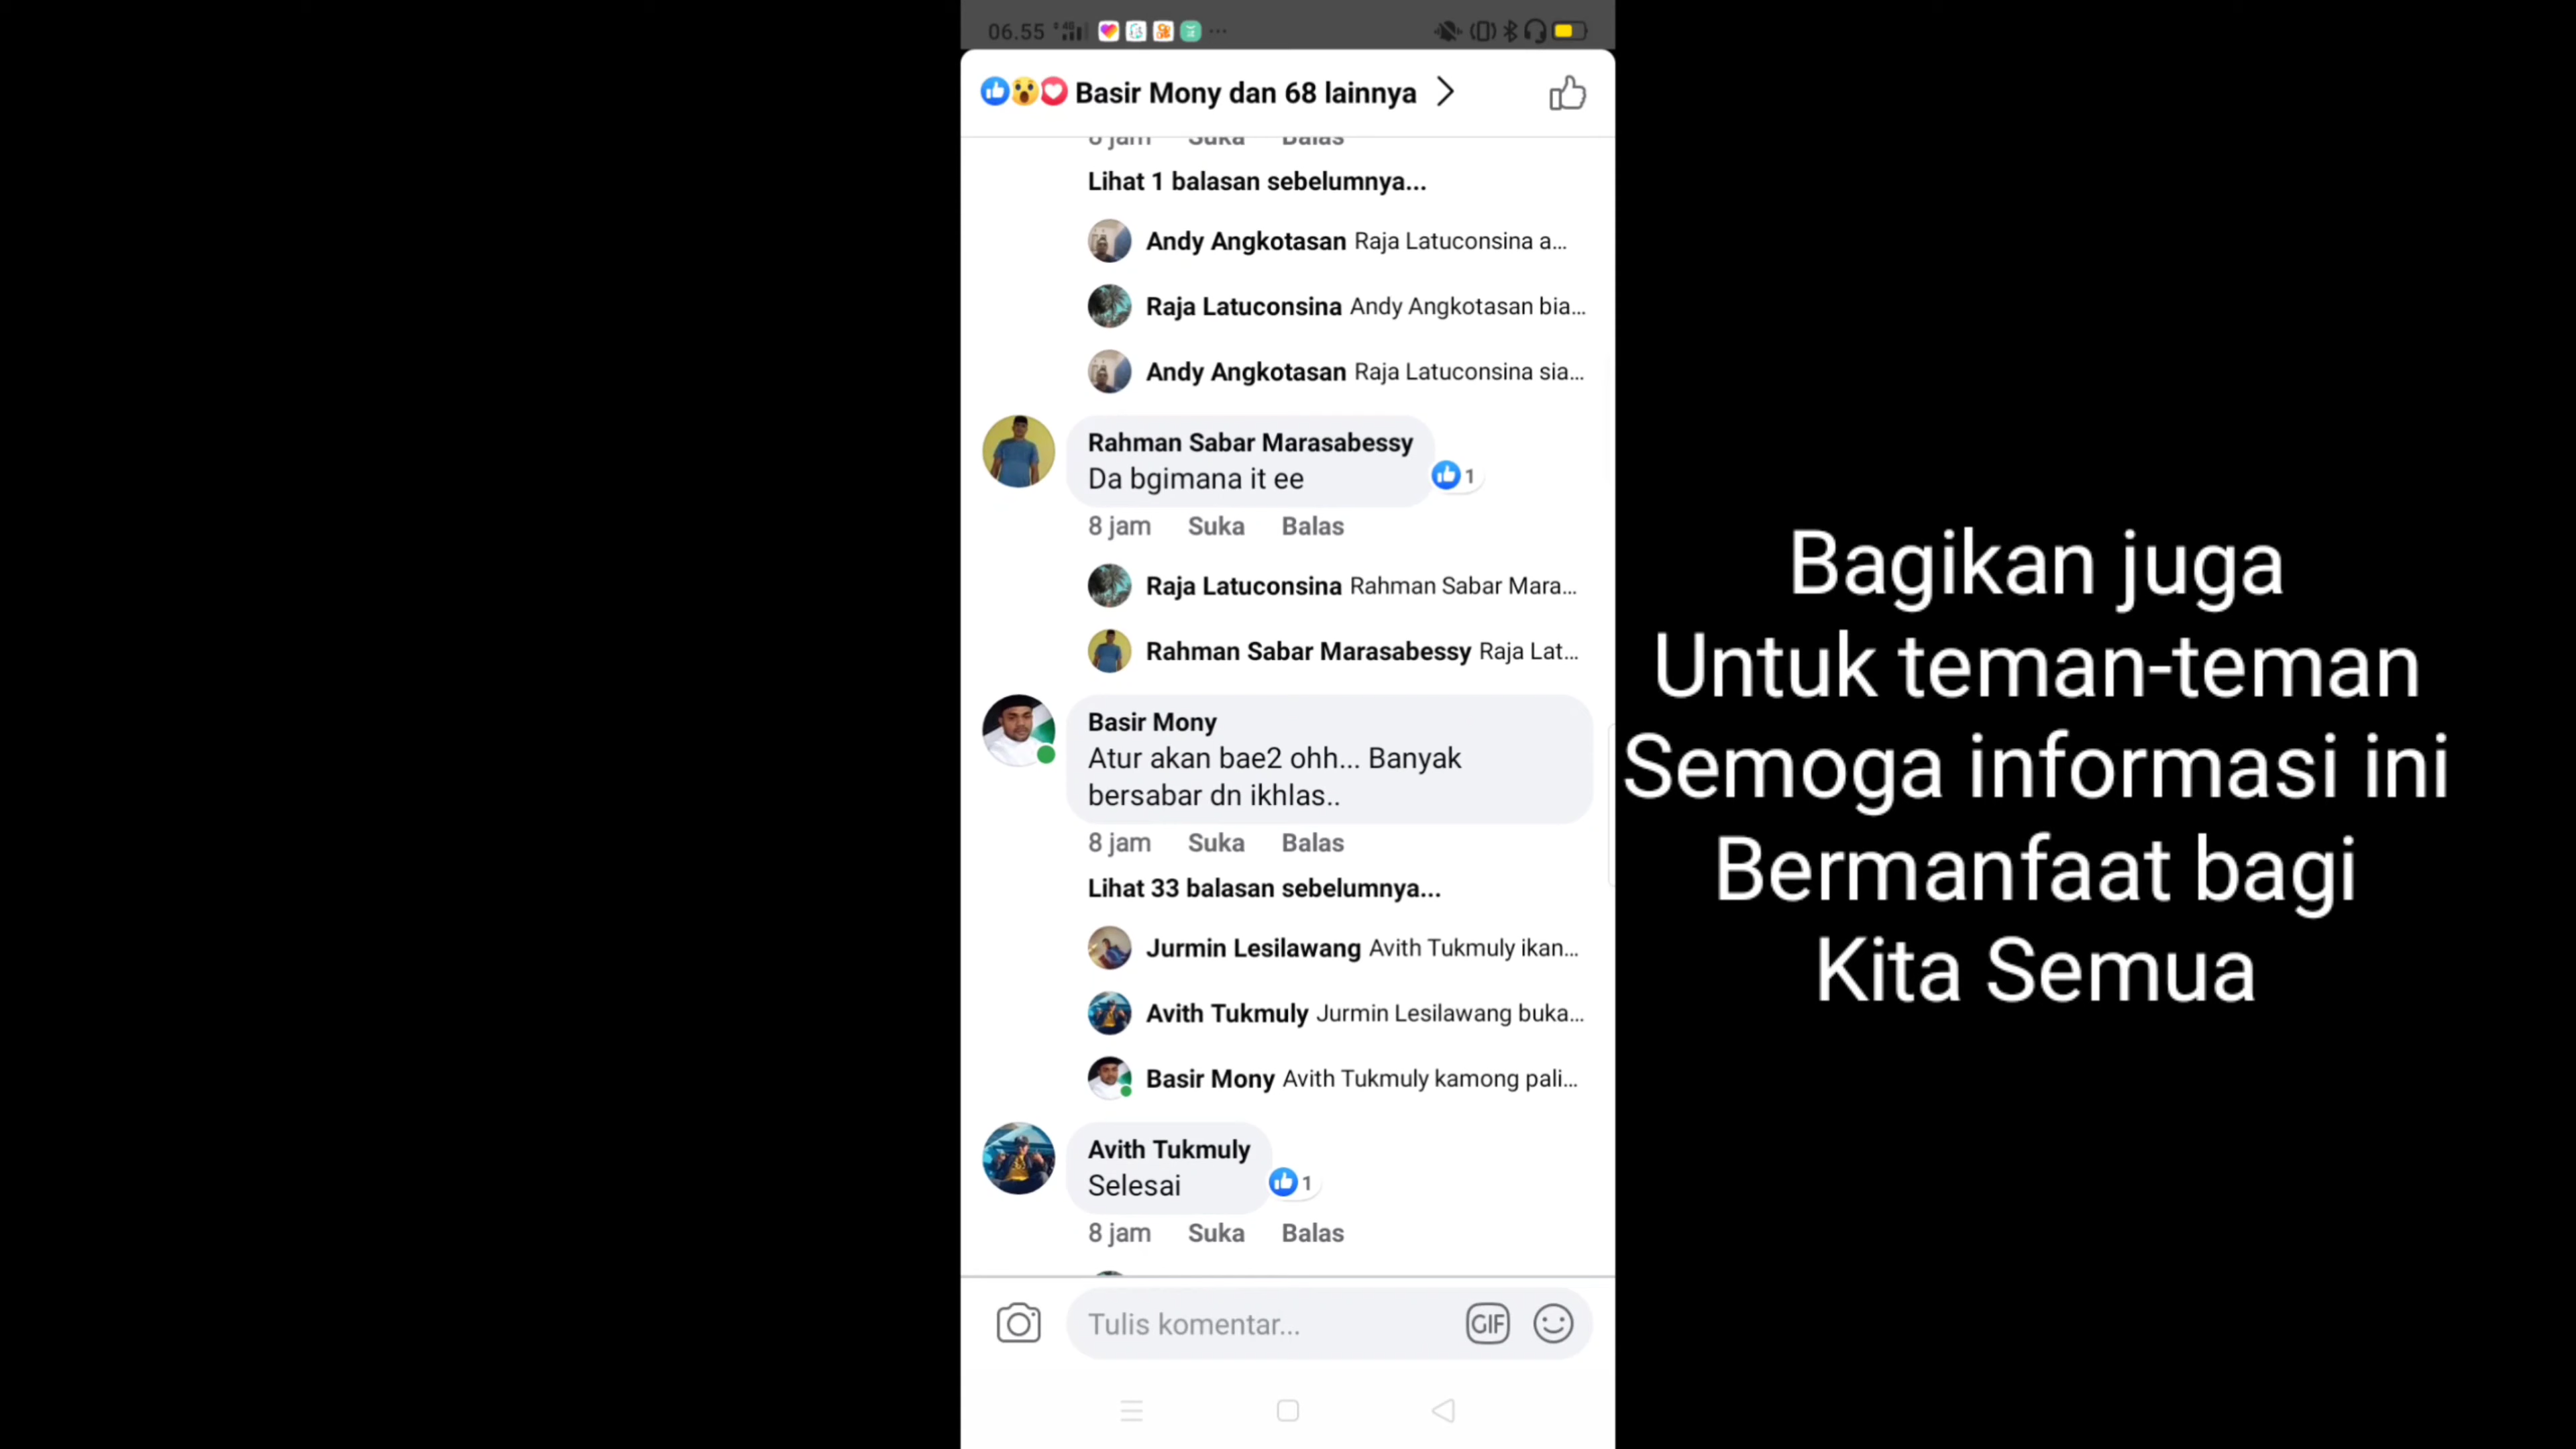 06.55
Basir Mony dan 68 lainnya
8 jam Suka Balas
Lihat 1 balasan sebelumnya...
Andy Angkotasan Raja Latuconsina a...
Raja Latuconsina Andy Angkotasan bia...
Andy Angkotasan Raja Latuconsina sia...
Rahman Sabar Marasabessy
Da bgimana it ee
1
8 jam Suka Balas
Raja Latuconsina Rahman Sabar Mara...
Rahman Sabar Marasabessy Raja Lat...
Basir Mony
Atur akan bae2 ohh... Banyak
bersabar dn ikhlas..
8 jam Suka Balas
Lihat 33 balasan sebelumnya...
Jurmin Lesilawang Avith Tukmuly ikan...
Avith Tukmuly Jurmin Lesilawang buka...
Basir Mony Avith Tukmuly kamong pali...
Avith Tukmuly
Selesai
1
8 jam Suka Balas
Tulis komentar...
GIF
Bagikan juga
Untuk teman-teman
Semoga informasi ini
Bermanfaat bagi
Kita Semua